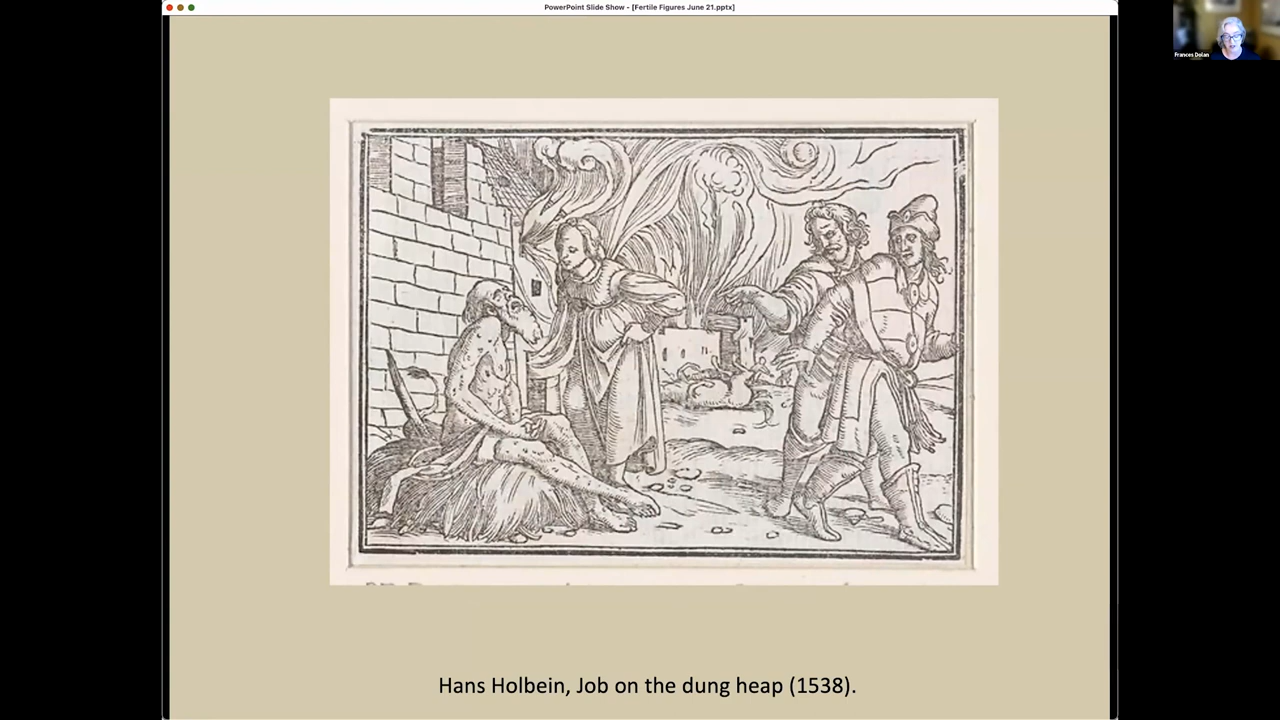 PowerPoint Slide Show - [Fertile Figures June 21.pptx]
Frances Dolan
Hans Holbein, Job on the dung heap (1538).